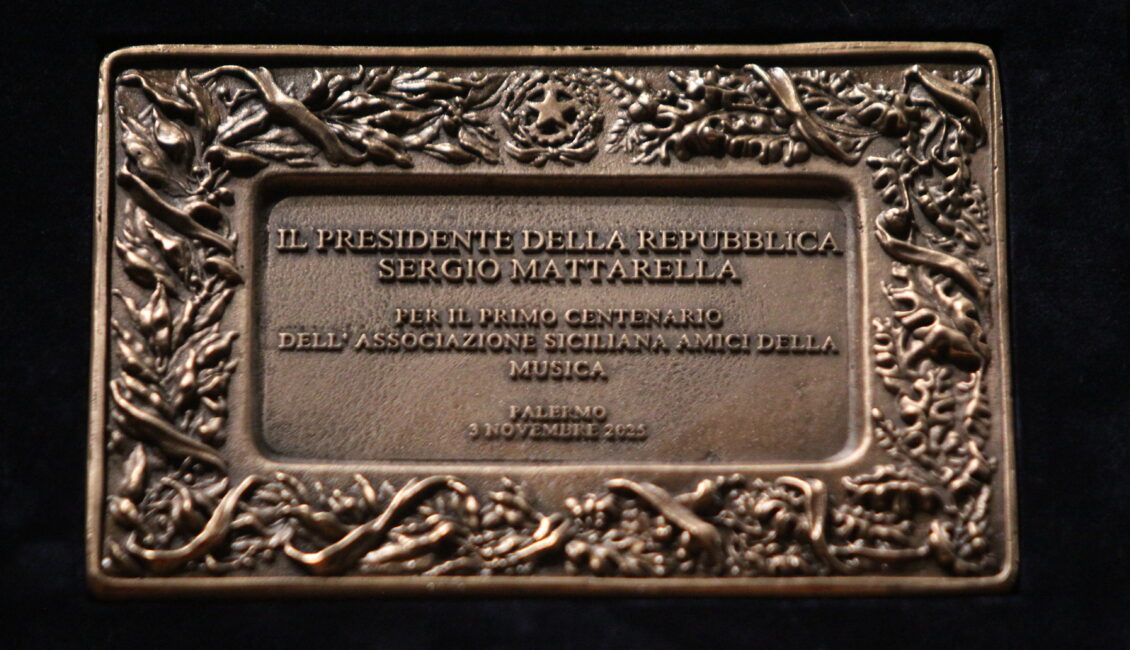 IL PRESIDENTE DELLA REPUBBLICA
SERGIO MATTARELLA
PER IL PRIMO CENTENARIO
DELL'ASSOCIAZIONE SICILIANA AMICI DELLA
MUSICA
PALERMO
3 NOVEMBRE 2025